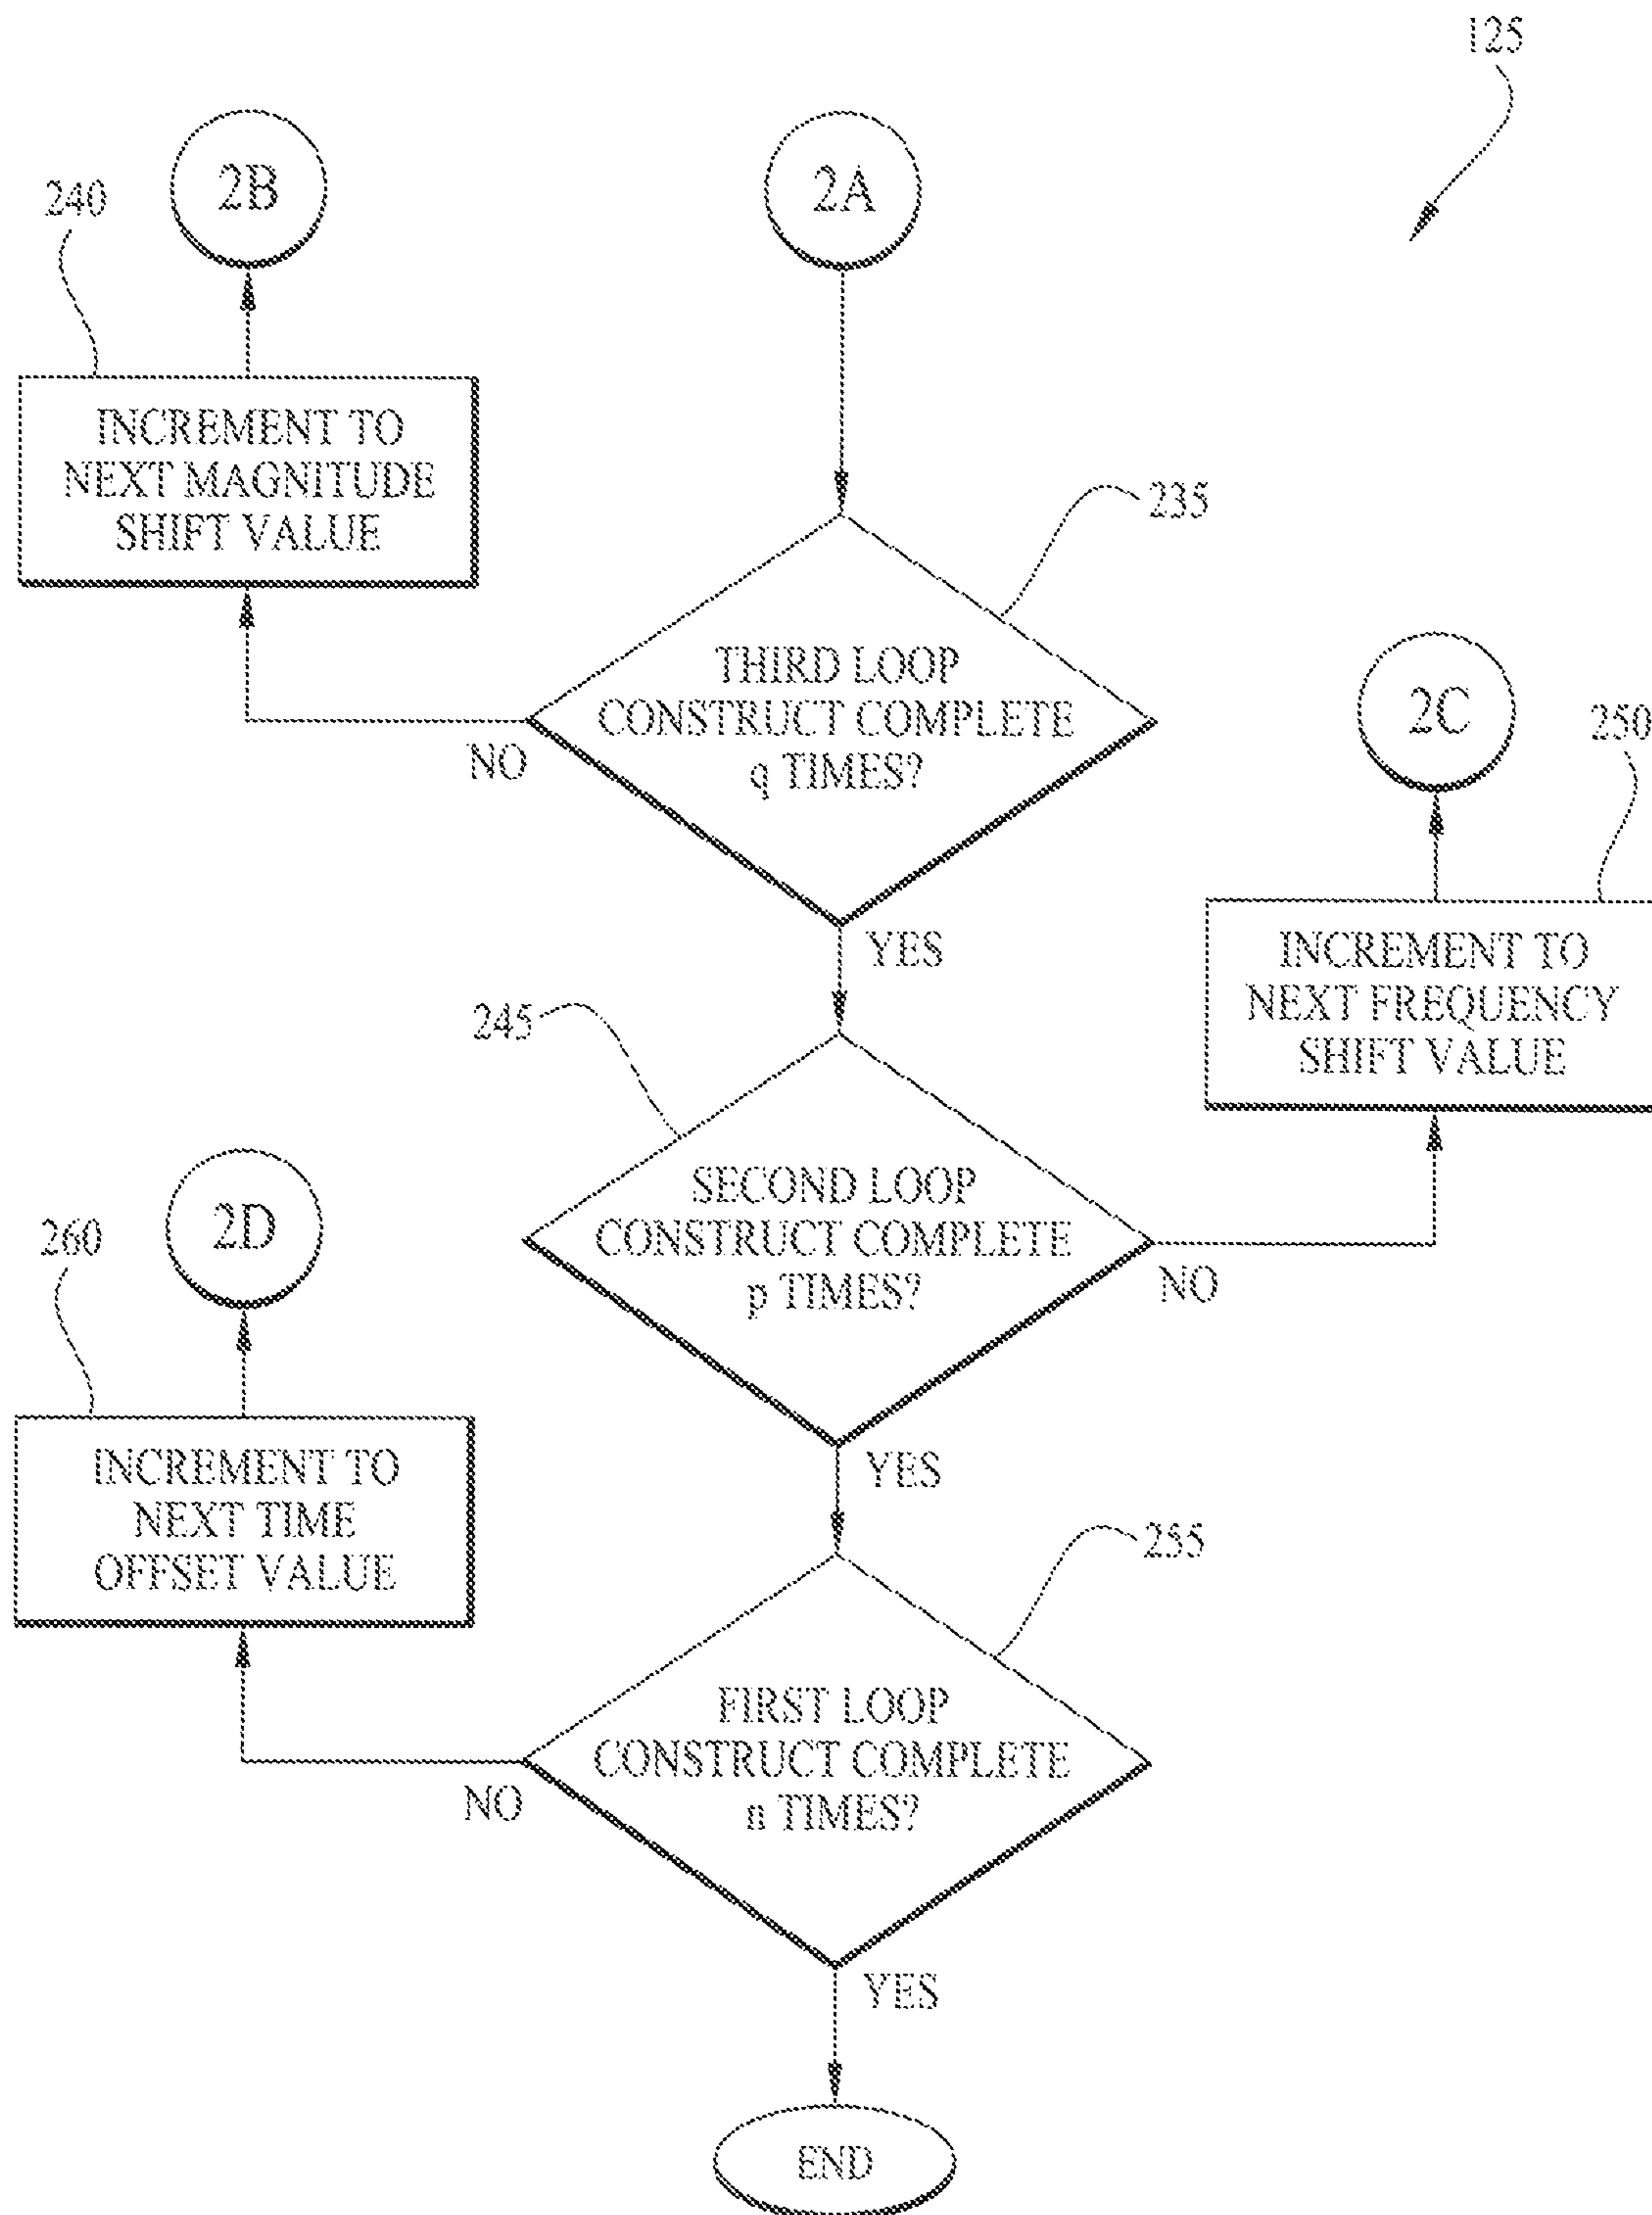 125
2B
2A
240
INCREMENT TO
NEXT MAGNITUDE
SHIFT VALUE
235
THIRD LOOP
CONSTRUCT COMPLETE
q TIMES?
NO
YES
2C
250
INCREMENT TO
NEXT FREQUENCY
SHIFT VALUE
245
SECOND LOOP
CONSTRUCT COMPLETE
p TIMES?
NO
YES
2D
260
INCREMENT TO
NEXT TIME
OFFSET VALUE
255
FIRST LOOP
CONSTRUCT COMPLETE
n TIMES?
NO
YES
END